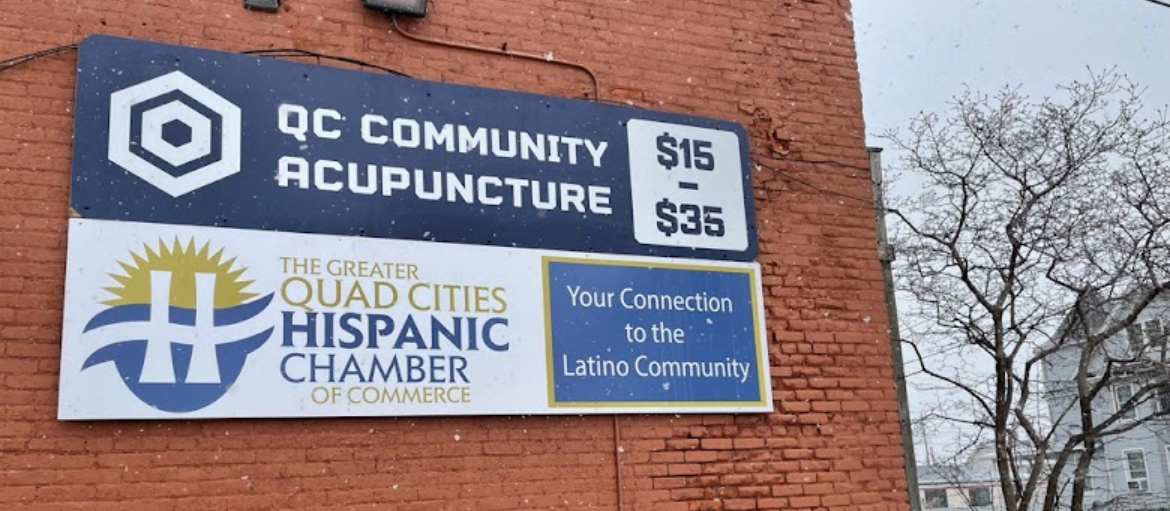 QC COMMUNITY
ACUPUNCTURE
$15
–
$35
THE GREATER
QUAD CITIES
HISPANIC
CHAMBER
OF COMMERCE
Your Connection
to the
Latino Community